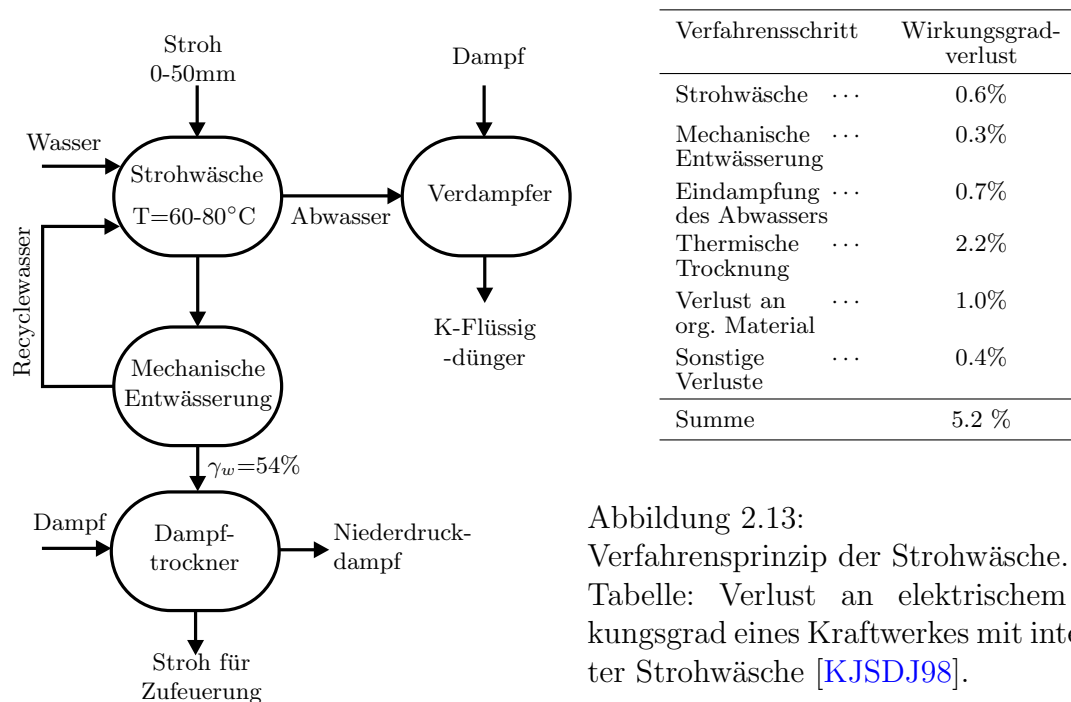 Stroh
0-50mm
Dampf
Wasser
Strohwäsche
T=60-80°C
Abwasser
Verdampfer
Recyclewasser
K-Flüssig
-dünger
Mechanische
Entwässerung
γw=54%
Dampf
Dampf-
trockner
Niederdruck-
dampf
Stroh für
Zufeuerung
Verfahrensschritt Wirkungsgrad-
verlust
Strohwäsche ... 0.6%
Mechanische ... 0.3%
Entwässerung
Eindampfung ... 0.7%
des Abwassers
Thermische ... 2.2%
Trocknung
Verlust an ... 1.0%
org. Material
Sonstige ... 0.4%
Verluste
Summe 5.2 %
Abbildung 2.13:
Verfahrensprinzip der Strohwäsche.
Tabelle: Verlust an elektrischem
kungsgrad eines Kraftwerkes mit inte
ter Strohwäsche [KJSDJ98].